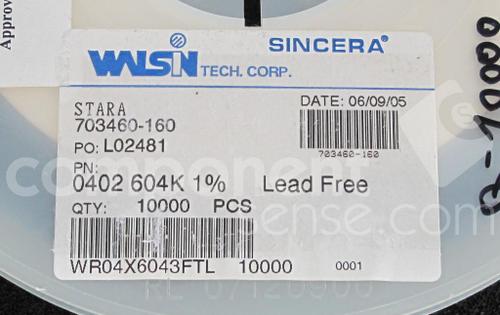 Approve
WALSIN TECH. CORP.
SINCERA®
STARA
703460-160
DATE: 06/09/05
PO: L02481
703460-160
PN:
0402 604K 1% Lead Free
QTY: 10000 PCS
WR04X6043FTL 10000 0001
component
sense.com